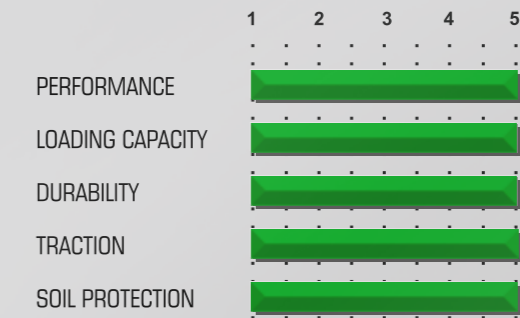 1 2 3 4 5
PERFORMANCE
LOADING CAPACITY
DURABILITY
TRACTION
SOIL PROTECTION